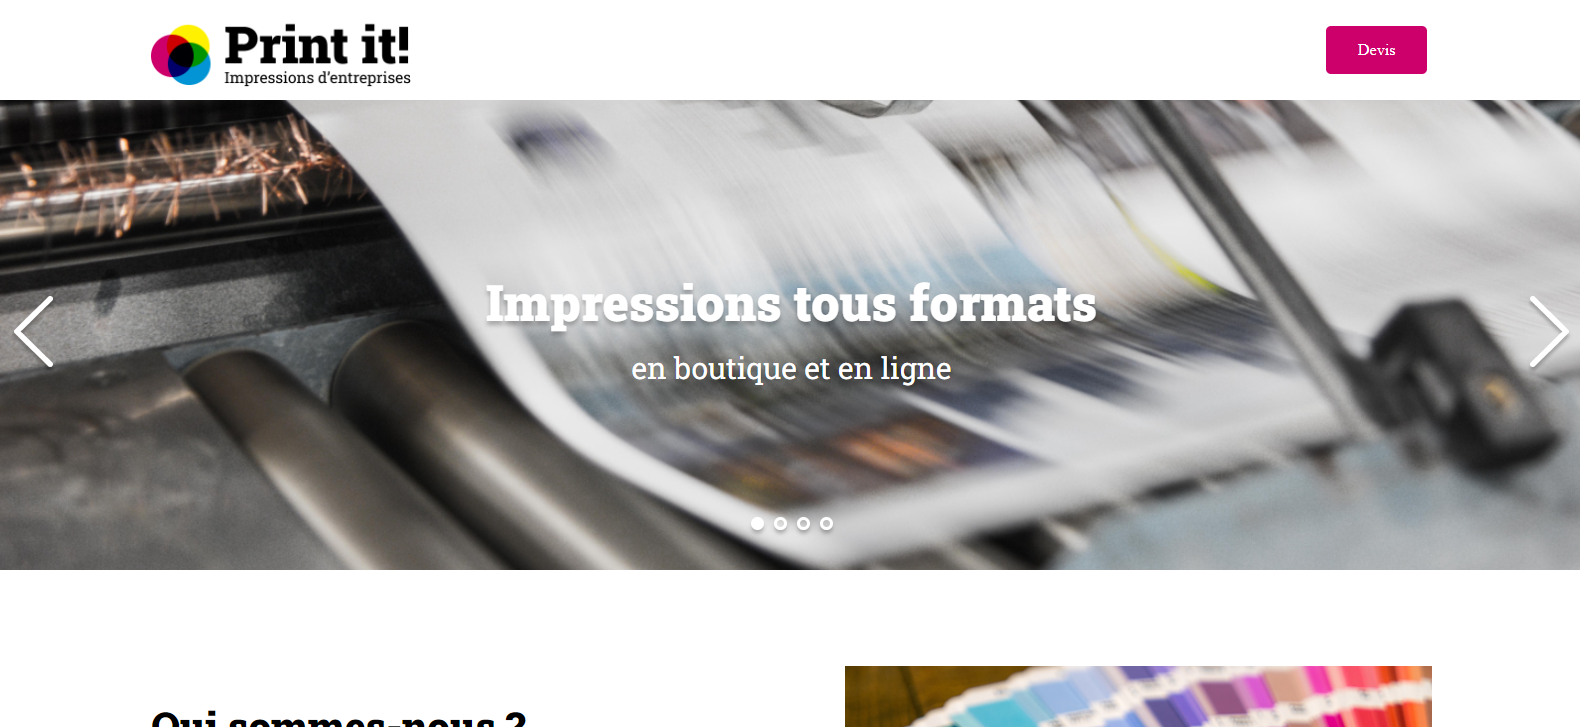 Print it!
Impressions d'entreprises
Devis
Impressions tous formats
en boutique et en ligne
Qui sommes-nous ?